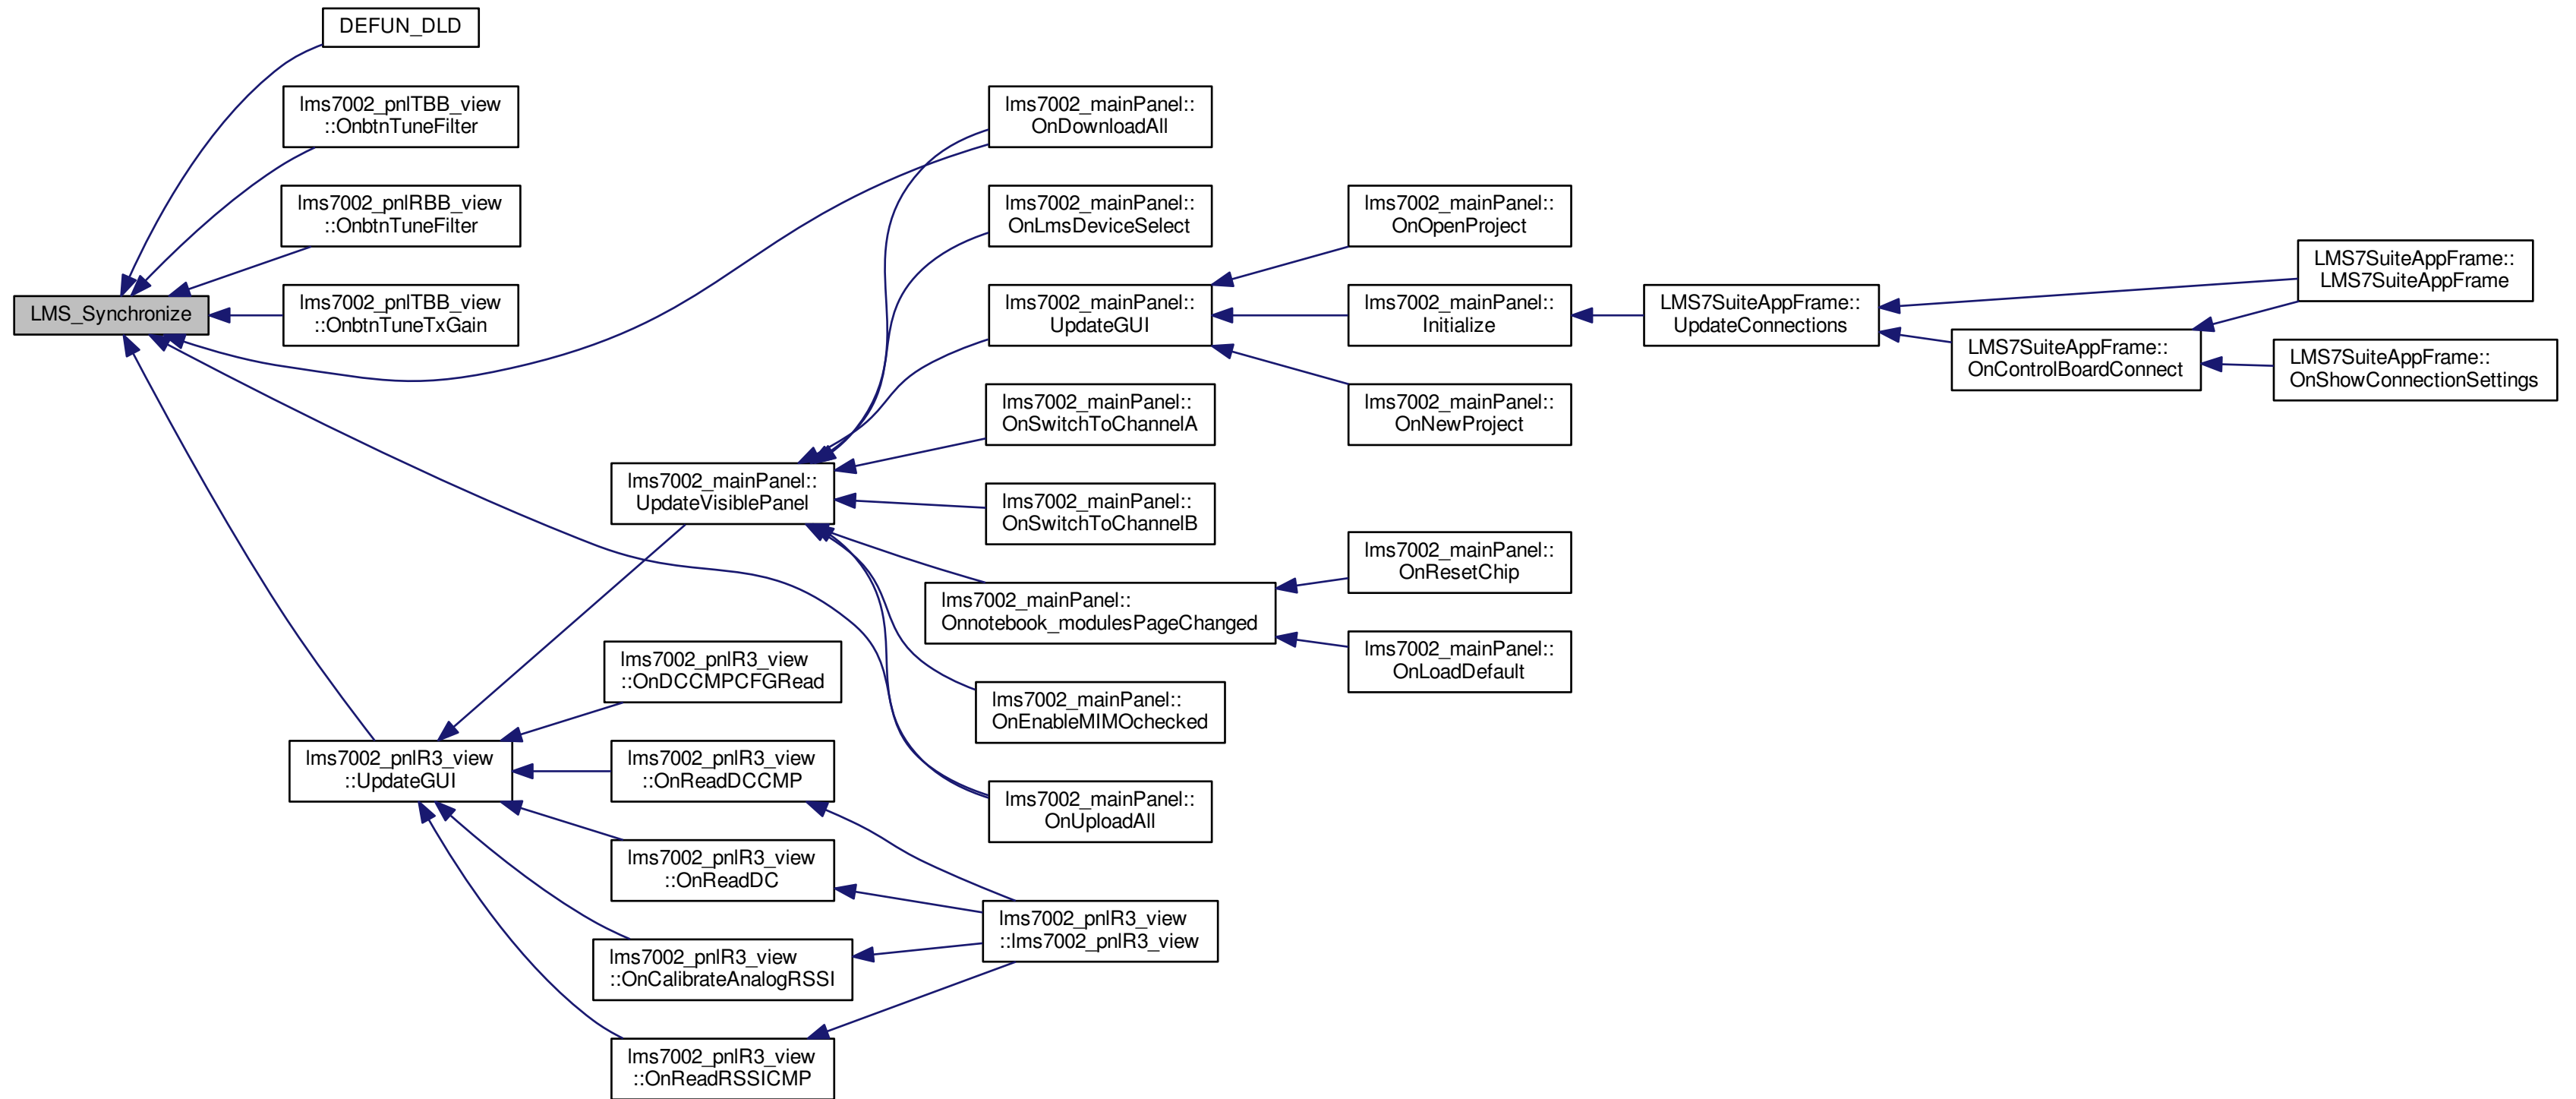 DEFUN_DLD
lms7002_pnlTBB_view
::OnbtnTuneFilter
lms7002_pnlRBB_view
::OnbtnTuneFilter
LMS_Synchronize
lms7002_pnlTBB_view
::OnbtnTuneTxGain
lms7002_pnlR3_view
::UpdateGUI
lms7002_mainPanel::
UpdateVisiblePanel
lms7002_pnlR3_view
::OnDCCMPCFGRead
lms7002_pnlR3_view
::OnReadDCCMP
lms7002_pnlR3_view
::OnReadDC
lms7002_pnlR3_view
::OnCalibrateAnalogRSSI
lms7002_pnlR3_view
::OnReadRSSICMP
lms7002_mainPanel::
OnDownloadAll
lms7002_mainPanel::
OnLmsDeviceSelect
lms7002_mainPanel::
UpdateGUI
lms7002_mainPanel::
OnSwitchToChannelA
lms7002_mainPanel::
OnSwitchToChannelB
lms7002_mainPanel::
Onnotebook_modulesPageChanged
lms7002_mainPanel::
OnEnableMIMOchecked
lms7002_mainPanel::
OnUploadAll
lms7002_pnlR3_view
::lms7002_pnlR3_view
lms7002_mainPanel::
OnOpenProject
lms7002_mainPanel::
Initialize
lms7002_mainPanel::
OnNewProject
lms7002_mainPanel::
OnResetChip
lms7002_mainPanel::
OnLoadDefault
LMS7SuiteAppFrame::
UpdateConnections
LMS7SuiteAppFrame::
OnControlBoardConnect
LMS7SuiteAppFrame::
LMS7SuiteAppFrame
LMS7SuiteAppFrame::
OnShowConnectionSettings